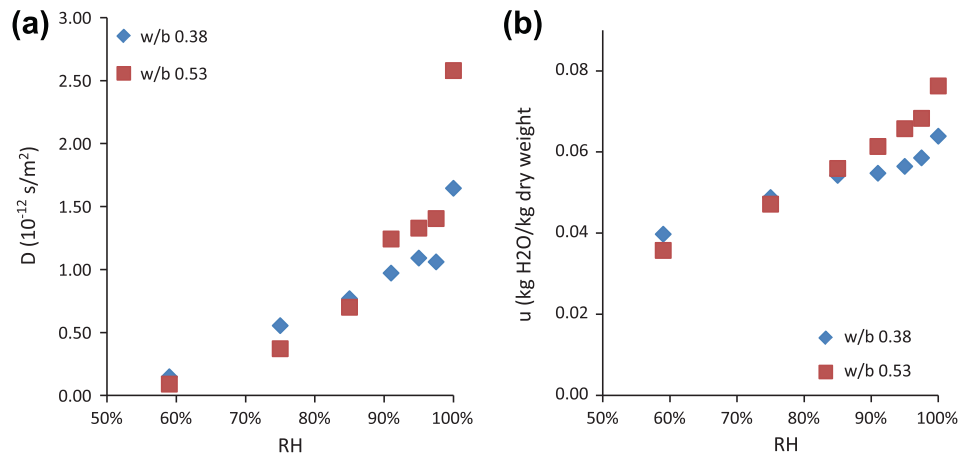 (a)
3.00
2.50
2.00
1.50
1.00
0.50
0.00
D (10⁻¹² s/m²)
w/b 0.38
w/b 0.53
50%
60%
70%
80%
90%
100%
RH
(b)
0.08
0.06
0.04
0.02
0.00
u (kg H2O/kg dry weight
w/b 0.38
w/b 0.53
50%
60%
70%
80%
90%
100%
RH